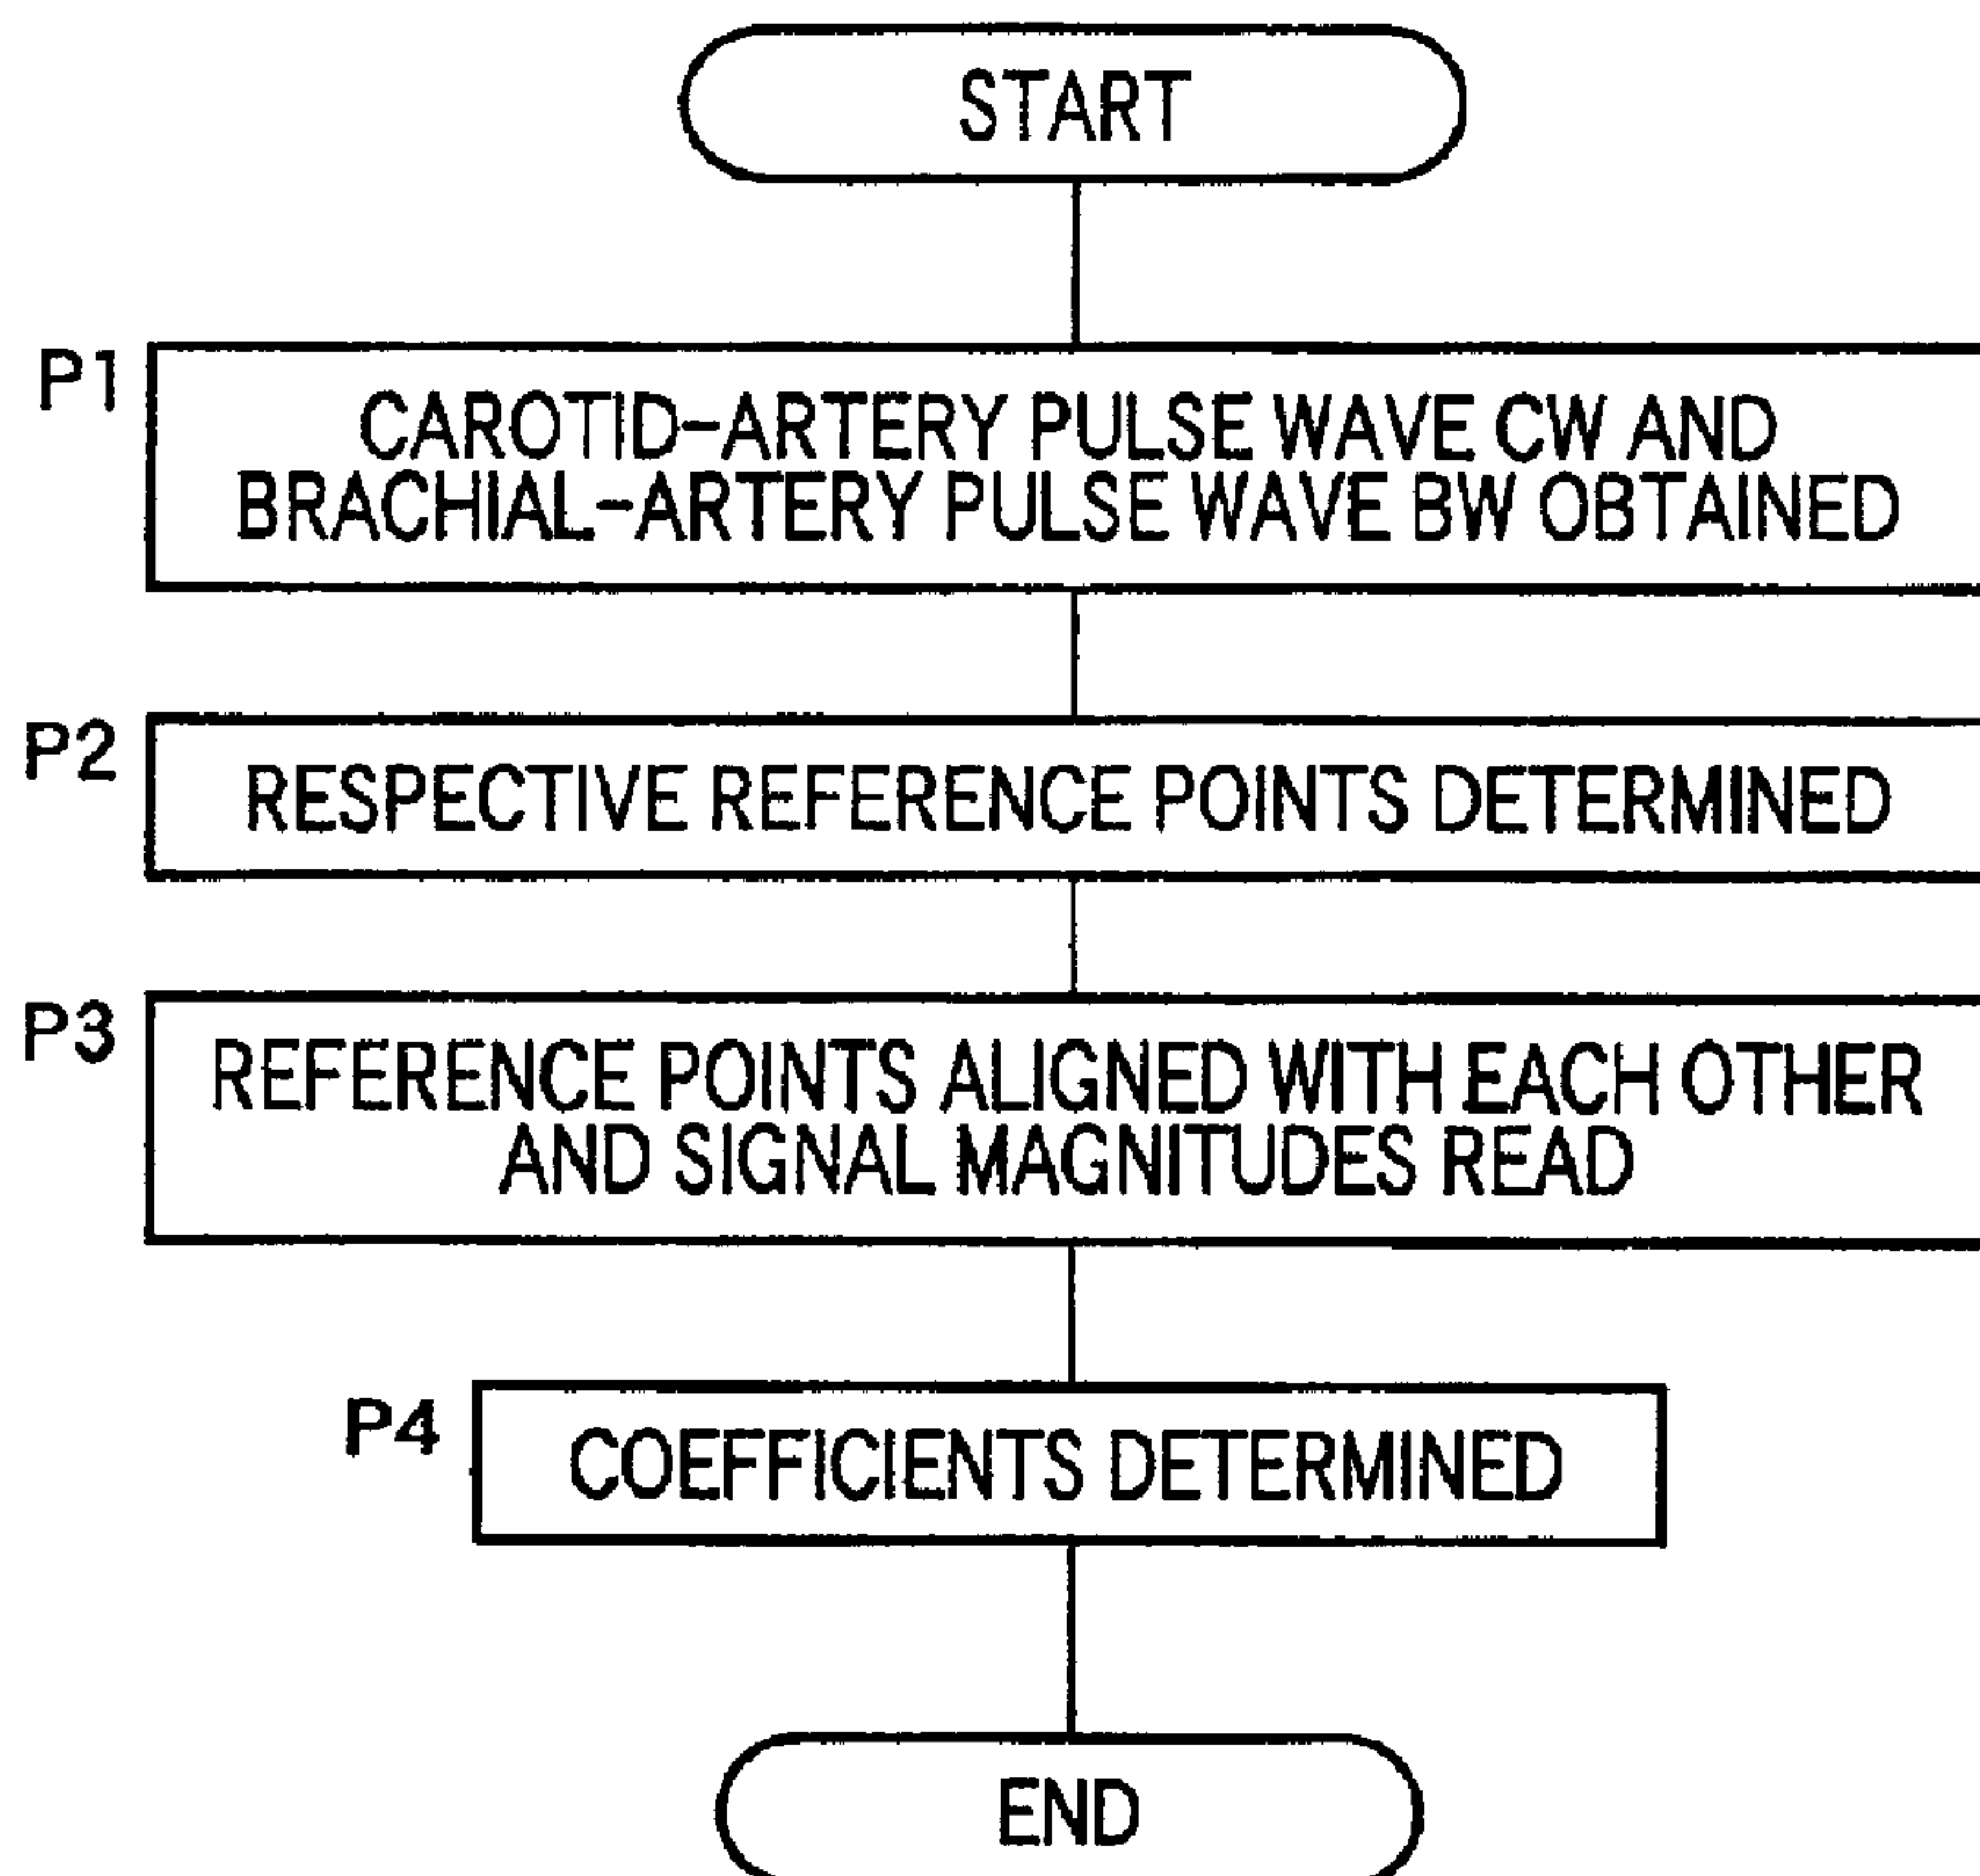 START
P1
CAROTID-ARTERY PULSE WAVE CW AND
BRACHIAL-ARTERY PULSE WAVE BW OBTAINED
P2
RESPECTIVE REFERENCE POINTS DETERMINED
P3
REFERENCE POINTS ALIGNED WITH EACH OTHER
AND SIGNAL MAGNITUDES READ
P4
COEFFICIENTS DETERMINED
END